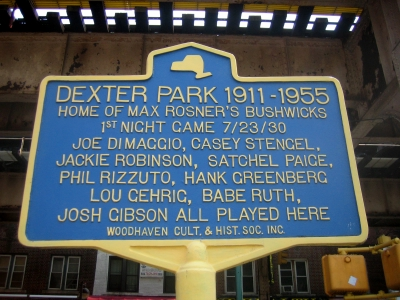 DEXTER PARK 1911-1955
HOME OF MAX ROSNER'S BUSHWICKS
1ST NIGHT GAME 7/23/30
JOE DI MAGGIO, CASEY STENGEL,
JACKIE ROBINSON, SATCHEL PAIGE,
PHIL RIZZUTO, HANK GREENBERG
LOU GEHRIG, BABE RUTH,
JOSH GIBSON ALL PLAYED HERE
WOODHAVEN CULT. & HIST. SOC. INC.